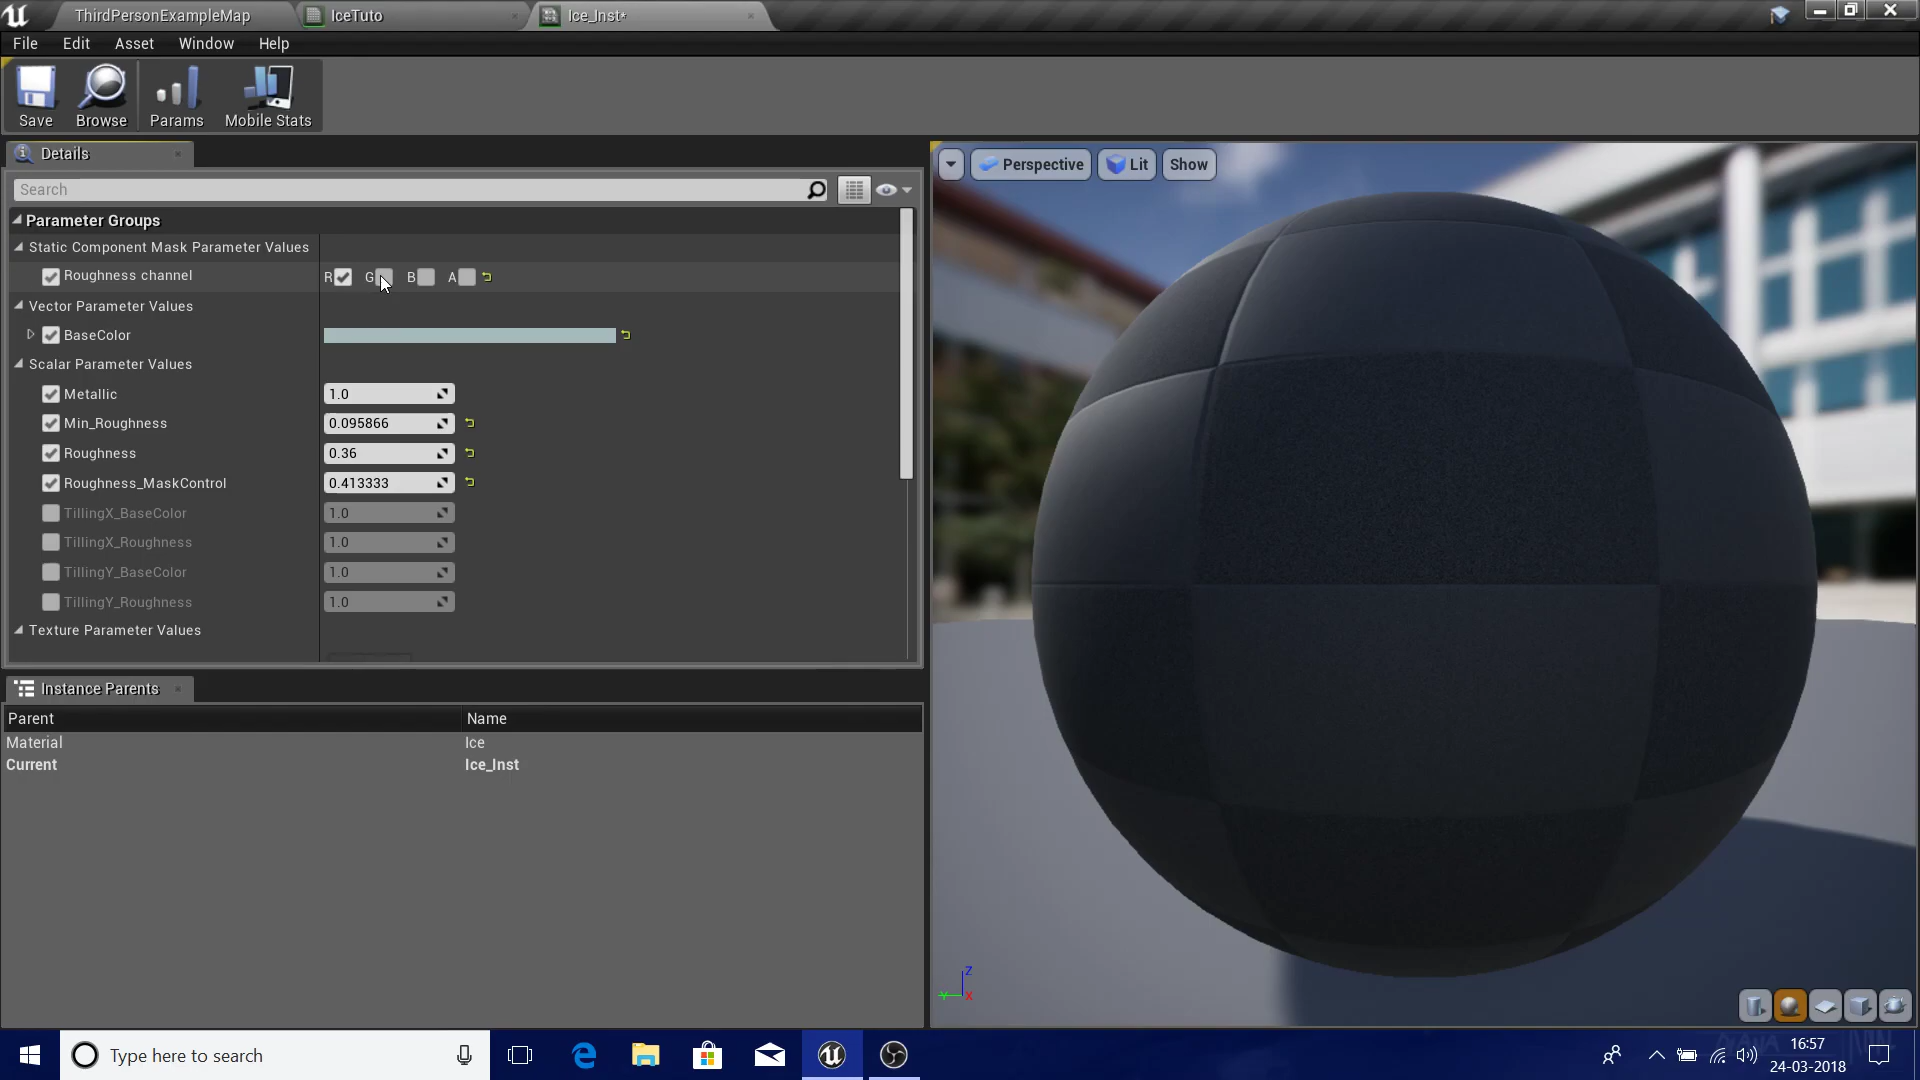 ThirdPersonExampleMap
IceTuto
Ice_Inst*
File Edit Asset Window Help
Save Browse Params Mobile Stats
Details
Search
Parameter Groups
Static Component Mask Parameter Values
Roughness channel R G B A
Vector Parameter Values
BaseColor
Scalar Parameter Values
Metallic 1.0
Min_Roughness 0.095866
Roughness 0.36
Roughness_MaskControl 0.413333
TillingX_BaseColor 1.0
TillingX_Roughness 1.0
TillingY_BaseColor 1.0
TillingY_Roughness 1.0
Texture Parameter Values
Instance Parents
Parent Name
Material Ice
Current Ice_Inst
Perspective Lit Show
Z
Y X
Type here to search
16:57
24-03-2018